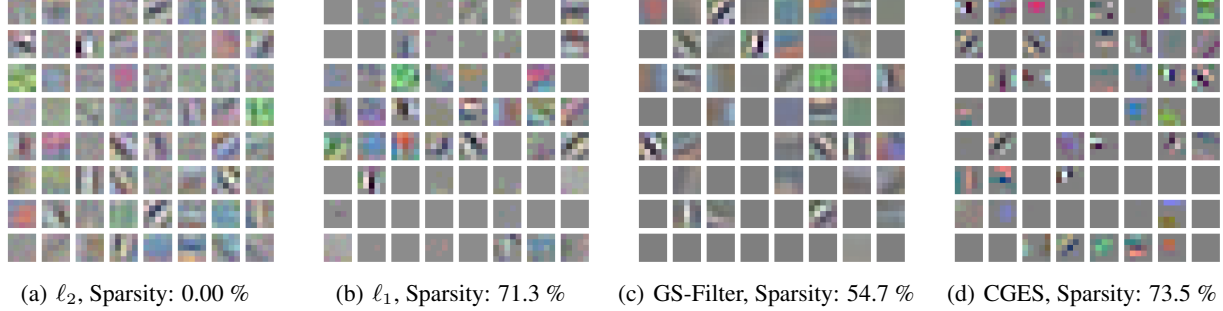 (a) ℓ₂, Sparsity: 0.00 %
(b) ℓ₁, Sparsity: 71.3 %
(c) GS-Filter, Sparsity: 54.7 %
(d) CGES, Sparsity: 73.5 %